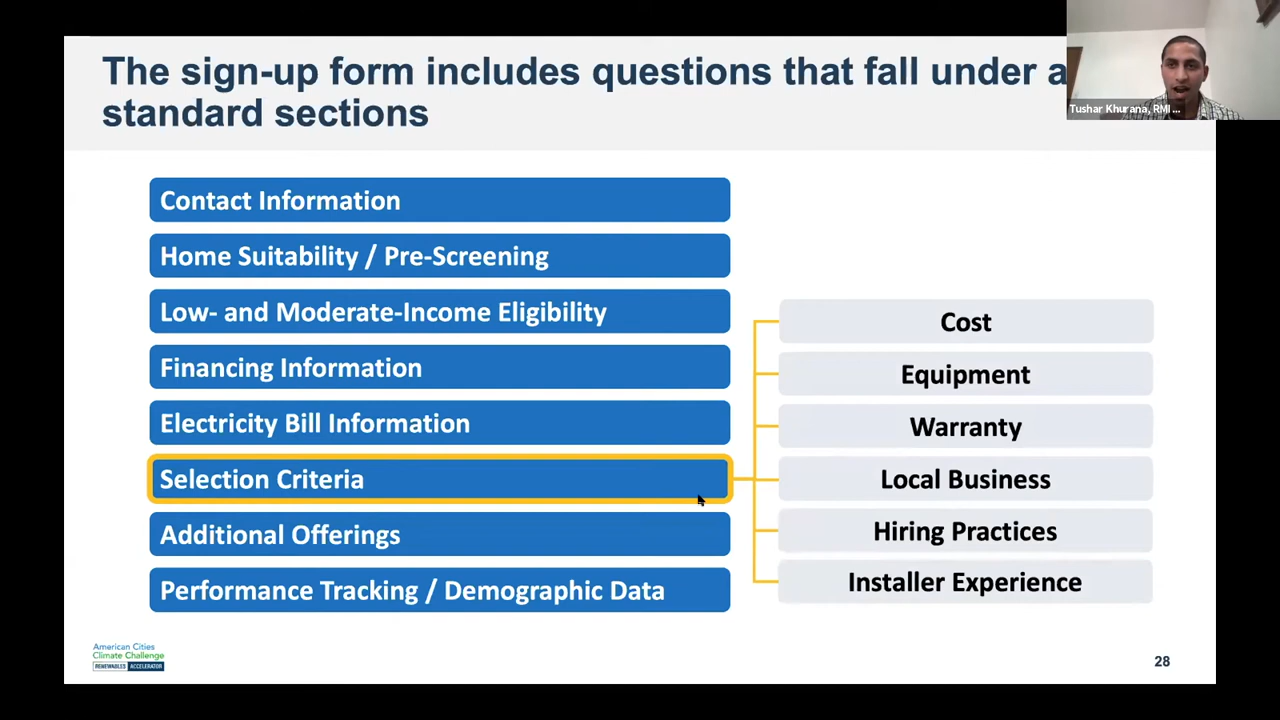 The sign-up form includes questions that fall under a
standard sections
Tushar Khurana, RMI ...
Contact Information
Home Suitability / Pre-Screening
Low- and Moderate-Income Eligibility
Financing Information
Electricity Bill Information
Selection Criteria
Additional Offerings
Performance Tracking / Demographic Data
Cost
Equipment
Warranty
Local Business
Hiring Practices
Installer Experience
American Cities
Climate Challenge
RENEWABLES ACCELERATOR
28